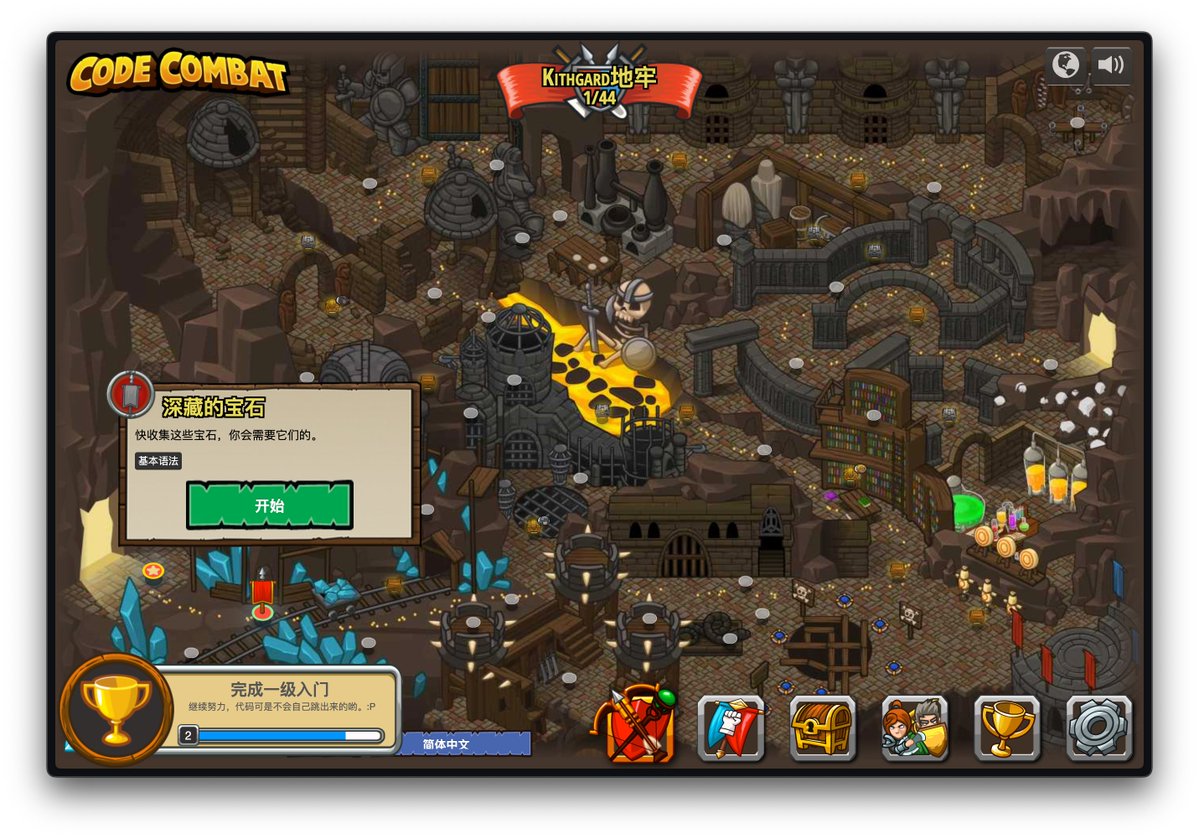 CODE COMBAT
KITHGARD地牢
1/44
深藏的宝石
快收集这些宝石，你会需要它们的。
基本语法
开始
完成一级入门
继续努力，代码可是不会自己跳出来的哟。:P
2
简体中文